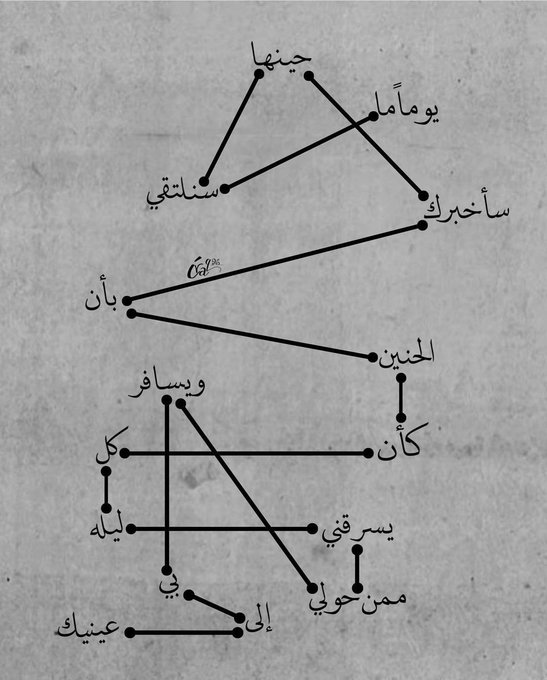 يوماًما
سنلتقي
حينها
سأخبرك
بأن
الحنين
كأن
كل
ليله
يسرقني
ممن حولي
ويسافر
بي
إلى
عينيك